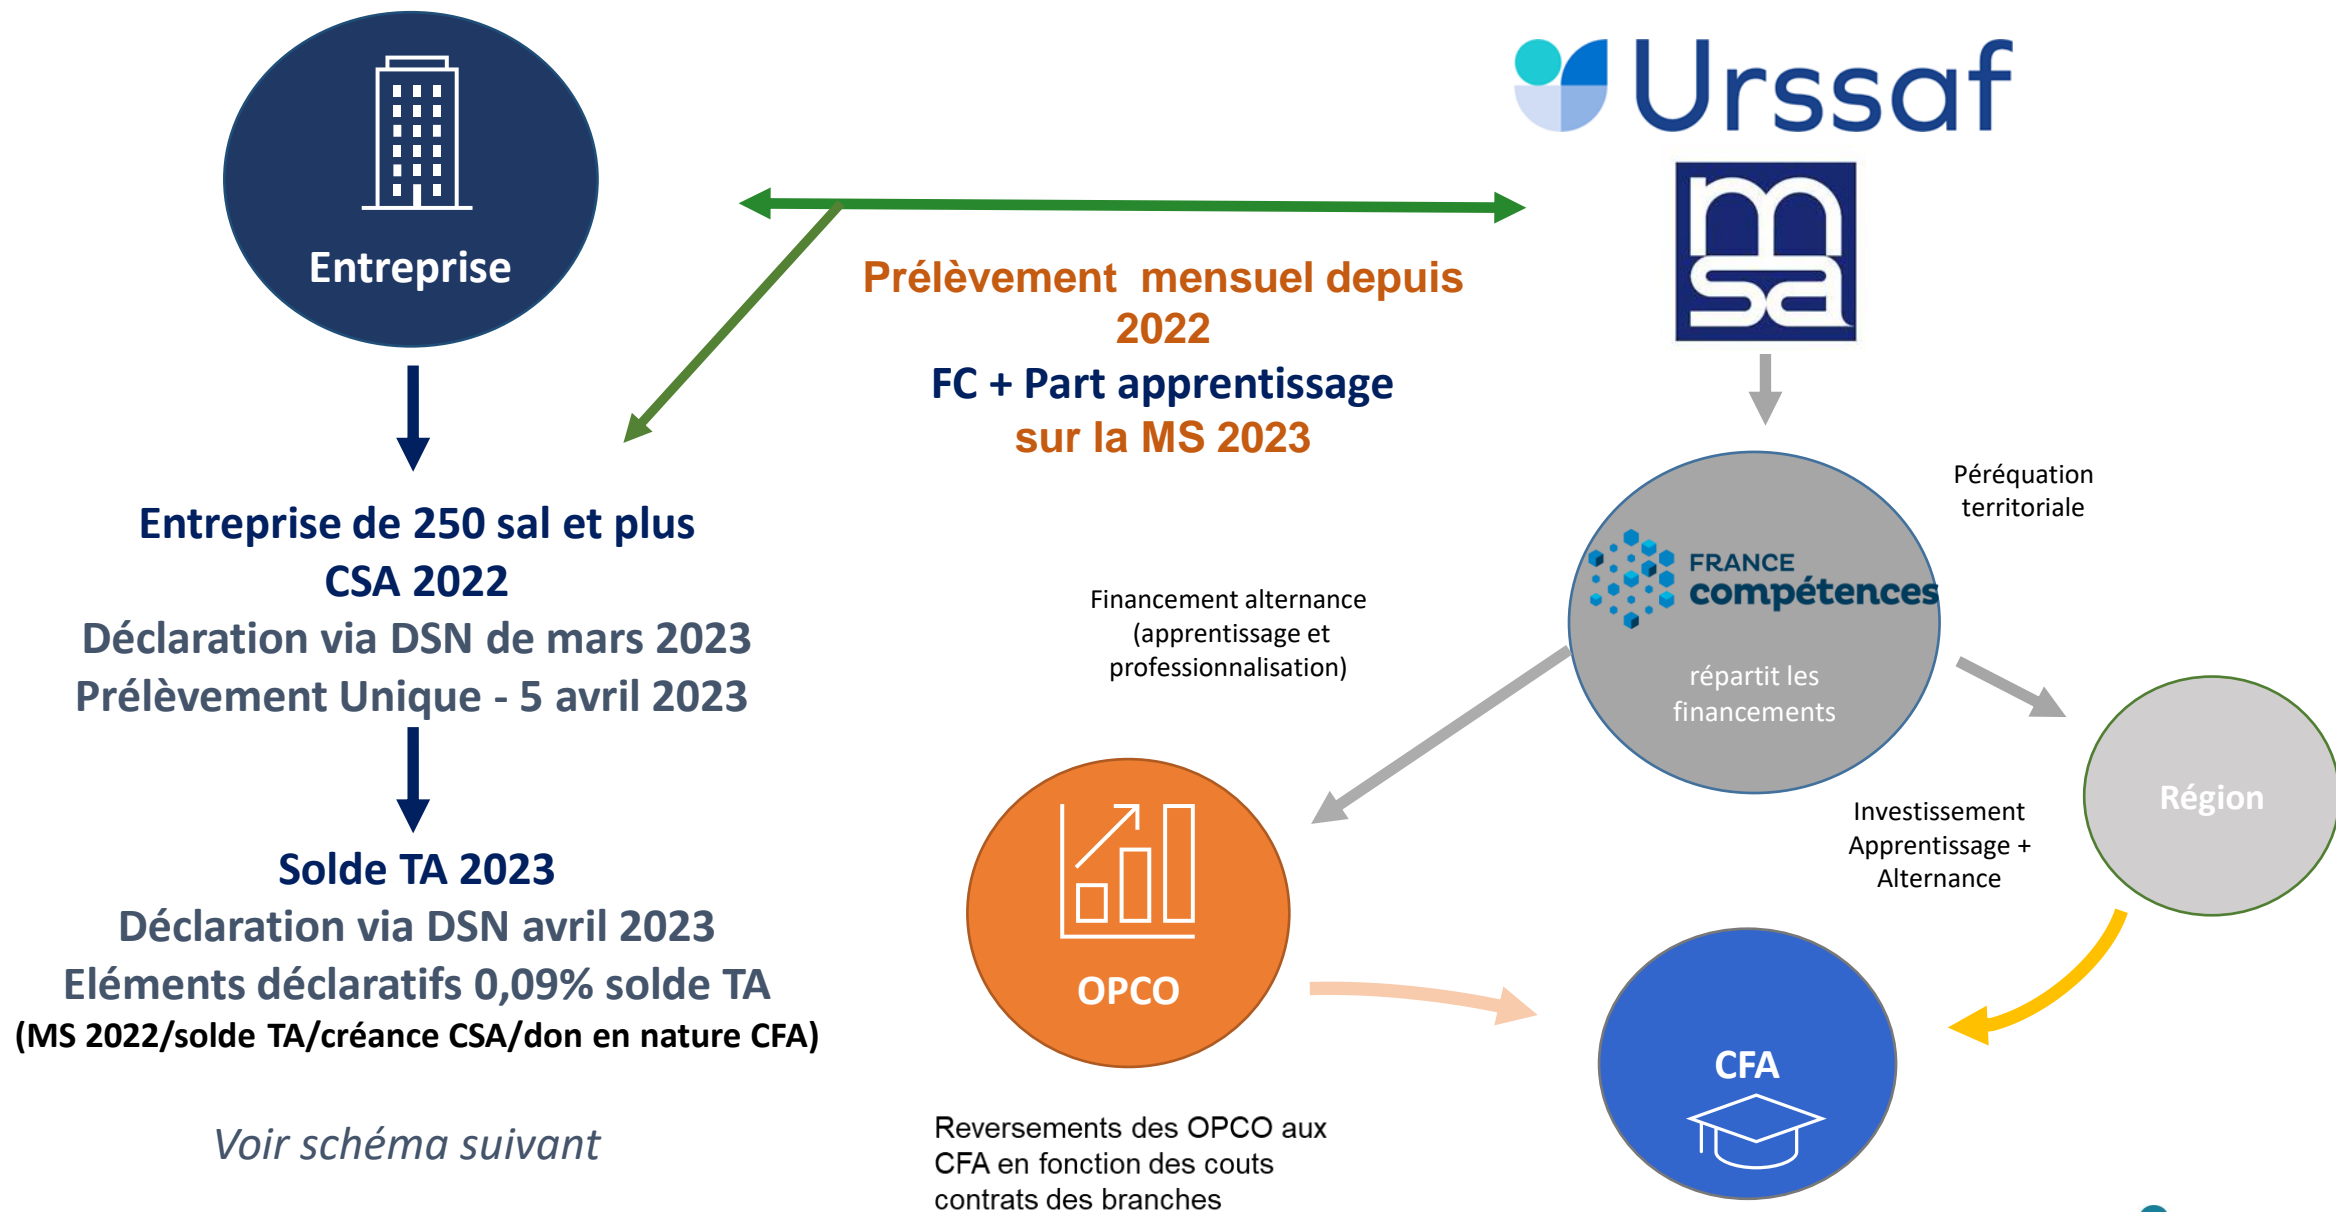 Entreprise
Urssaf
msa
Prélèvement mensuel depuis
2022
FC + Part apprentissage
sur la MS 2023
Entreprise de 250 sal et plus
CSA 2022
Déclaration via DSN de mars 2023
Prélèvement Unique - 5 avril 2023
Solde TA 2023
Déclaration via DSN avril 2023
Eléments déclaratifs 0,09% solde TA
(MS 2022/solde TA/créance CSA/don en nature CFA)
Voir schéma suivant
Péréquation
territoriale
FRANCE
compétences
répartit les
financements
Financement alternance
(apprentissage et
professionnalisation)
Région
Investissement
Apprentissage +
Alternance
OPCO
CFA
Reversements des OPCO aux
CFA en fonction des couts
contrats des branches